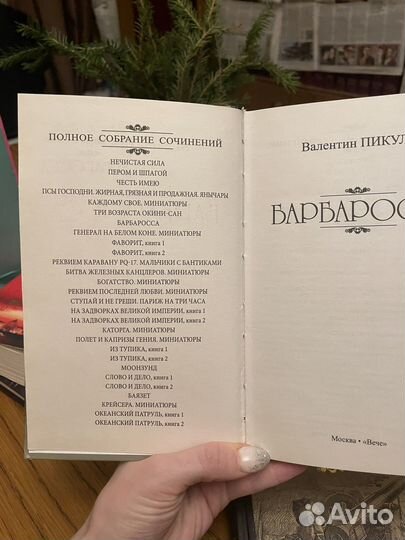 ПОЛНОЕ СОБРАНИЕ СОЧИНЕНИЙ
НЕЧИСТАЯ СИЛА
ПЕРОМ И ШПАГОЙ
ЧЕСТЬ ИМЕЮ
ПСЫ ГОСПОДНИ. ЖИРНАЯ, ГРЯЗНАЯ И ПРОДАЖНАЯ. ЯНЫЧАРЫ
КАЖДОМУ СВОЕ. МИНИАТЮРЫ
ТРИ ВОЗРАСТА ОКИНИ-САН
БАРБАРОССА
ГЕНЕРАЛ НА БЕЛОМ КОНЕ. МИНИАТЮРЫ
ФАВОРИТ, книга 1
ФАВОРИТ, книга 2
РЕКВИЕМ КАРАВАНУ PQ-17. МАЛЬЧИКИ С БАНТИКАМИ
БИТВА ЖЕЛЕЗНЫХ КАНЦЛЕРОВ. МИНИАТЮРЫ
БОГАТСТВО. МИНИАТЮРЫ
РЕКВИЕМ ПОСЛЕДНЕЙ ЛЮБВИ. МИНИАТЮРЫ
СТУПАЙ И НЕ ГРЕШИ. ПАРИЖ НА ТРИ ЧАСА
НА ЗАДВОРКАХ ВЕЛИКОЙ ИМПЕРИИ, книга 1
НА ЗАДВОРКАХ ВЕЛИКОЙ ИМПЕРИИ, книга 2
КАТОРГА. МИНИАТЮРЫ
ПОЛЕТ И КАПРИЗЫ ГЕНИЯ. МИНИАТЮРЫ
ИЗ ТУПИКА, книга 1
ИЗ ТУПИКА, книга 2
МООНЗУНД
СЛОВО И ДЕЛО, книга 1
СЛОВО И ДЕЛО, книга 2
БАЯЗЕТ
КРЕЙСЕРА. МИНИАТЮРЫ
ОКЕАНСКИЙ ПАТРУЛЬ, книга 1
ОКЕАНСКИЙ ПАТРУЛЬ, книга 2
Валентин ПИКУЛ
БАРБАРОС
Москва • «Вече»
Avito